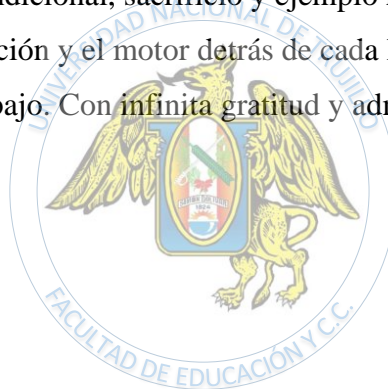 dicional, sacrificio y ejemplo
ción y el motor detrás de cada
bajo. Con infinita gratitud y adm
UNIVERSIDAD NACIONAL DE TRUJILLO
FACULTAD DE EDUCACIÓN Y C.C.